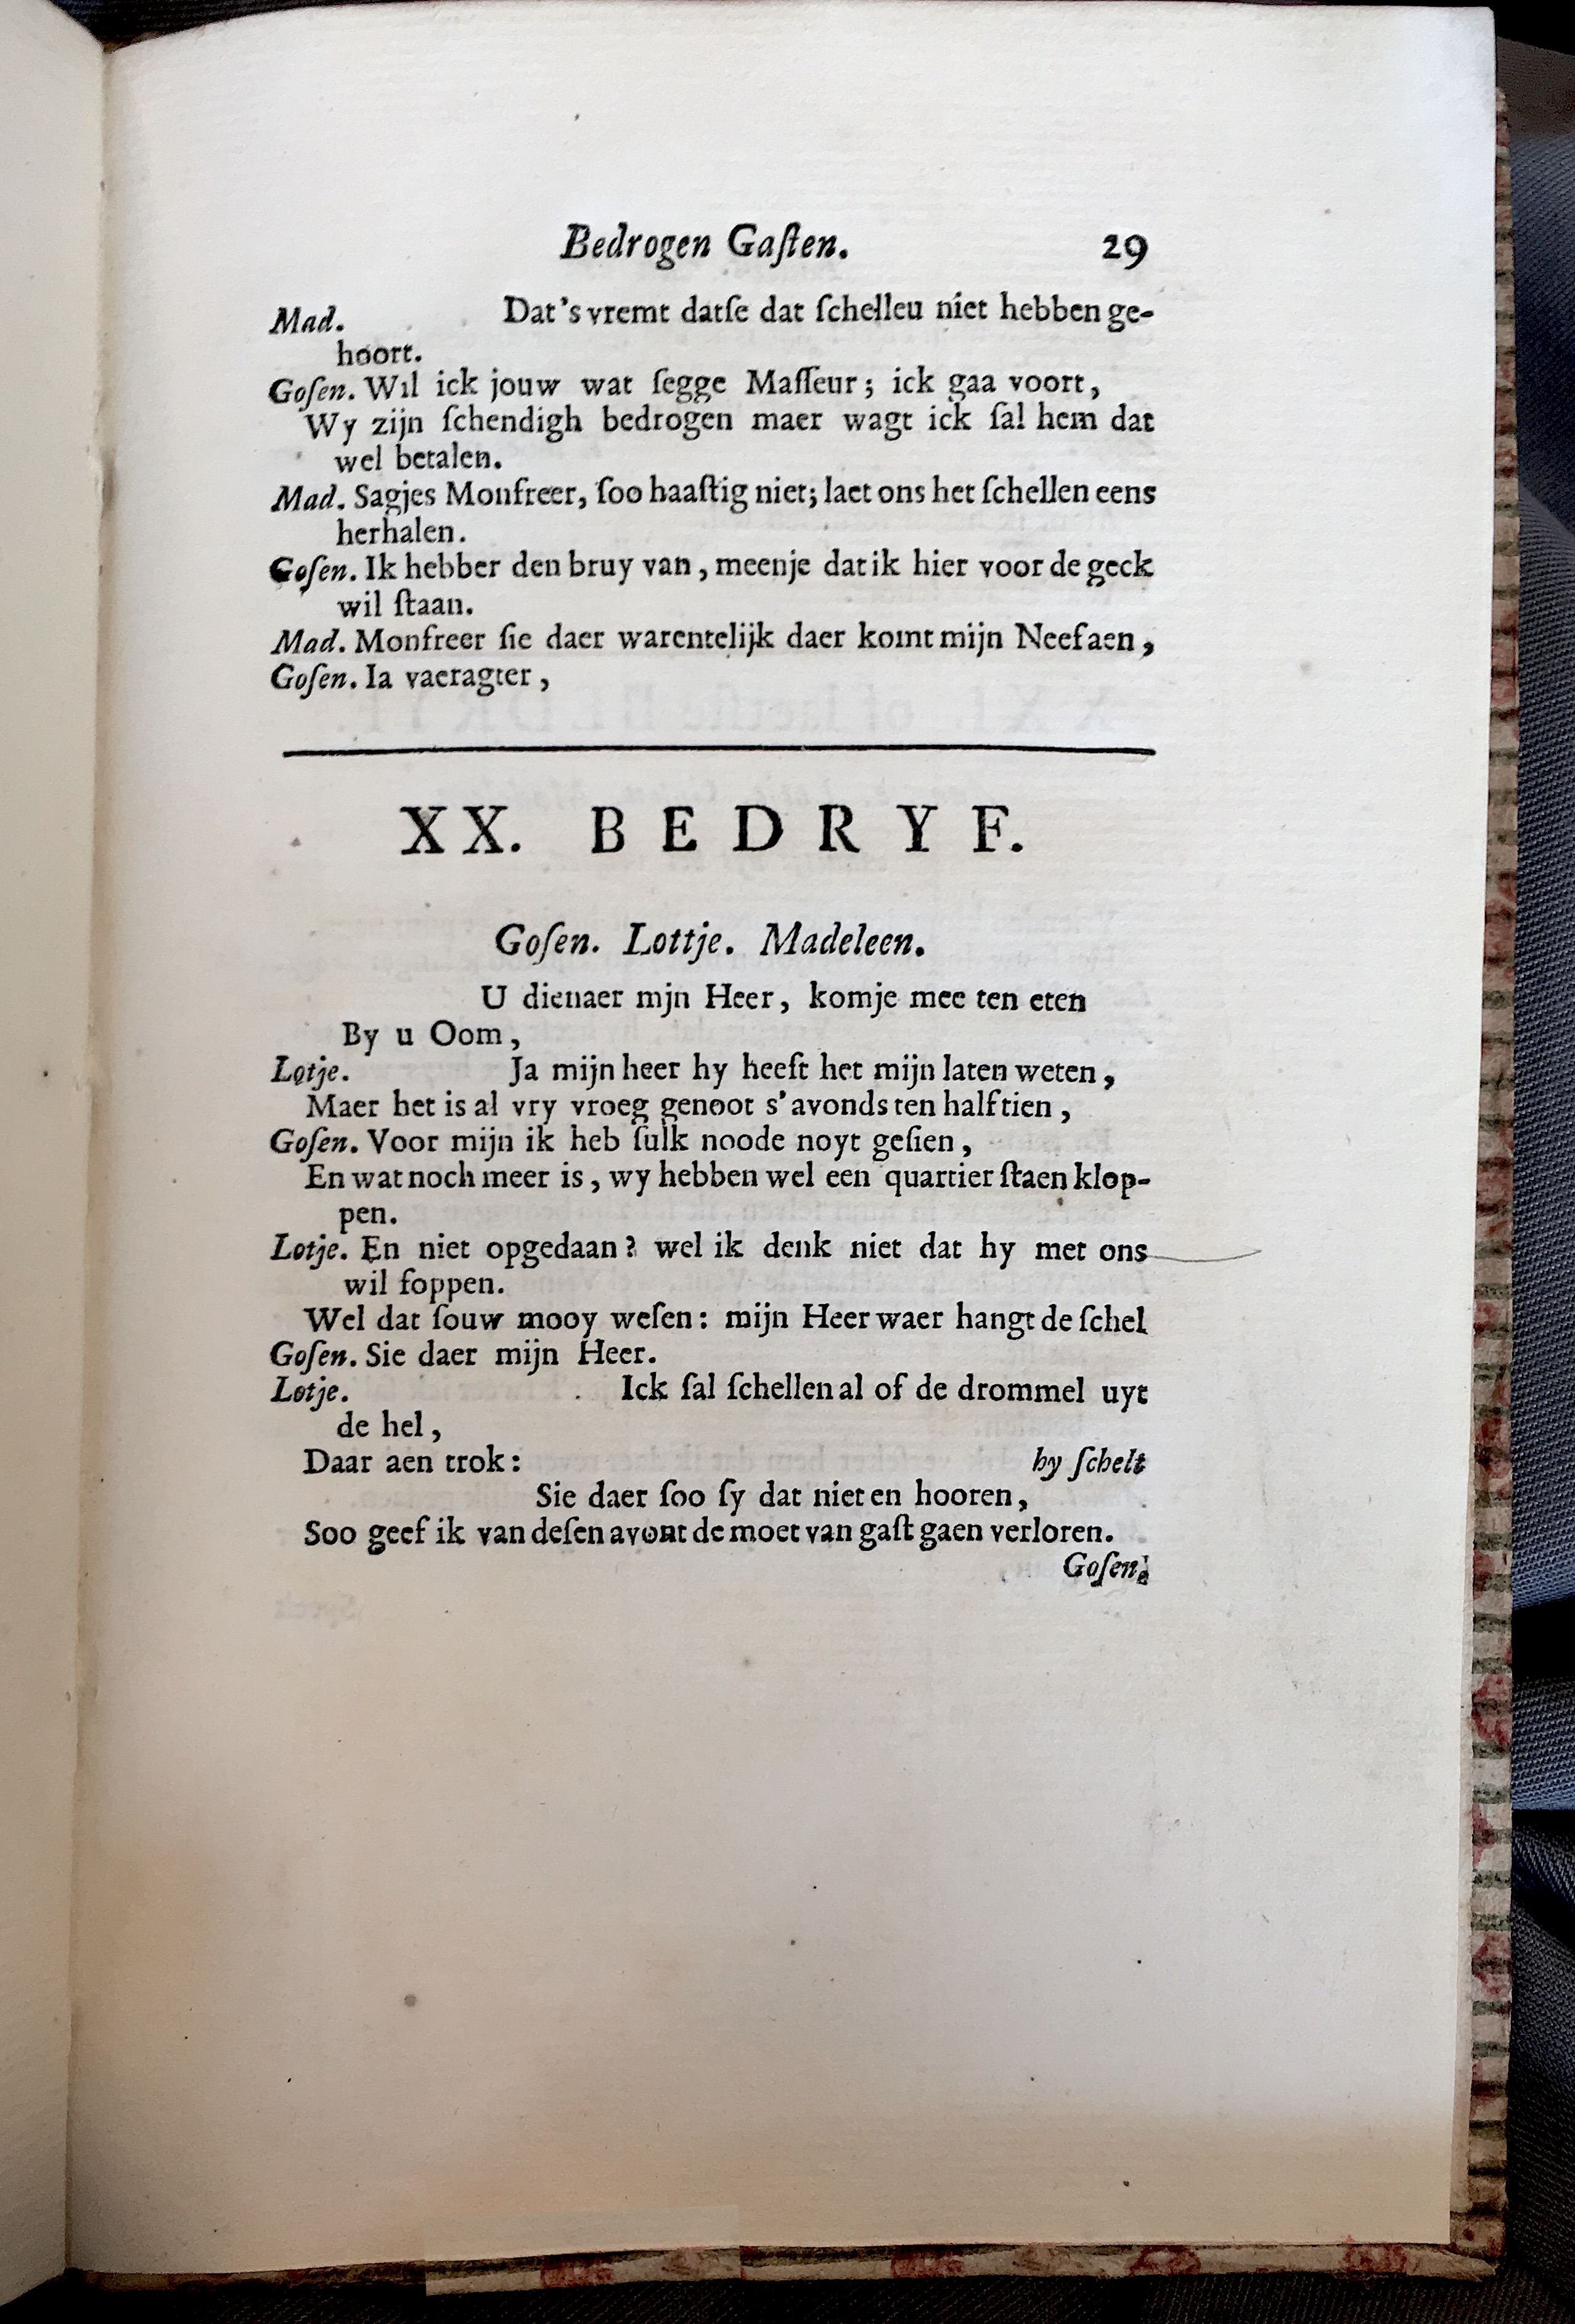 Bedrogen Gaſten. 29
Mad. Dat's vremt datſe dat ſchelleu niet hebben ge-
hoort.
Goſen. Wil ick jouw wat ſegge Maſſeur; ick gaa voort,
Wy zijn ſchendigh bedrogen maer wagt ick ſal hem dat
wel betalen.
Mad. Sagjes Monfreer, ſoo haaſtig niet; laet ons het ſchellen eens
herhalen.
Goſen. Ik hebber den bruy van, meenje dat ik hier voor de geck
wil ſtaan.
Mad. Monfreer ſie daer warentelijk daer komt mijn Neef aen,
Goſen. Ia vaeragter,
XX. BEDRYF.
Goſen. Lottje. Madeleen.
U dienaer mjn Heer, komje mee ten eten
By u Oom,
Lotje. Ja mijn heer hy heeft het mijn laten weten,
Maer het is al vry vroeg genoot s'avonds ten half tien,
Goſen. Voor mijn ik heb ſulk noode noyt geſien,
En wat noch meer is, wy hebben wel een quartier ſtaen klop-
pen.
Lotje. En niet opgedaan? wel ik denk niet dat hy met ons
wil foppen.
Wel dat ſouw mooy weſen: mijn Heer waer hangt de ſchel
Goſen. Sie daer mijn Heer.
Lotje. Ick ſal ſchellen al of de drommel uyt
de hel,
Daar aen trok: hy ſchelt
Sie daer ſoo ſy dat niet en hooren,
Soo geef ik van deſen avont de moet van gaſt gaen verloren.
Goſen.